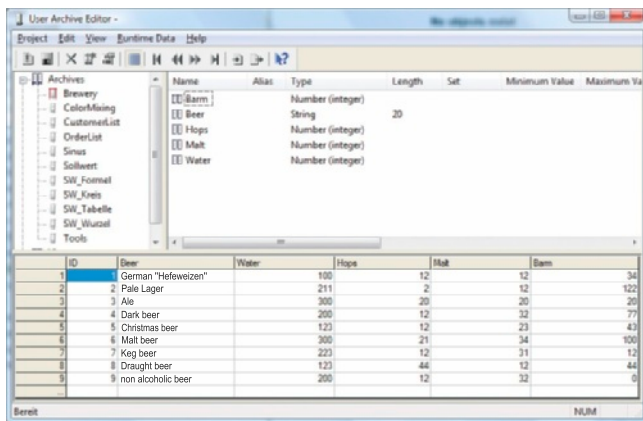 User Archive Editor -
No objects exist!
Project Edit View Runtime Data Help
Archives
Brewery
ColorMixing
CustomerList
OrderList
Sinus
Sollwert
SW_Formel
SW_Kreis
SW_Tabelle
SW_Wurzel
Tools
Name Alias Type Length Set Minimum Value Maximum Va
Barm Number (integer)
Beer String 20
Hops Number (integer)
Malt Number (integer)
Water Number (integer)
ID Beer Water Hops Malt Barm
1 1 German "Hefeweizen" 100 12 12 34
2 2 Pale Lager 211 2 12 122
3 3 Ale 300 20 20 20
4 4 Dark beer 200 12 32 77
5 5 Christmas beer 123 12 23 43
6 6 Malt beer 300 21 34 100
7 7 Keg beer 223 12 31 12
8 8 Draught beer 123 44 12 44
9 9 non alcoholic beer 200 12 32 0
...
Bereit NUM